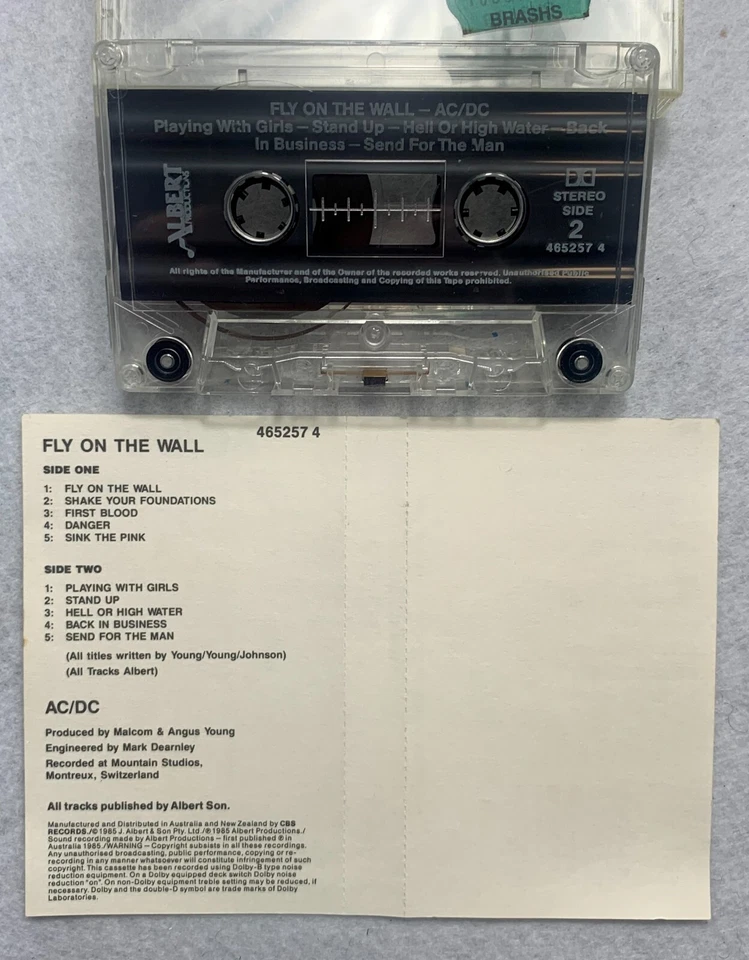 BRASHS
FLY ON THE WALL — AC/DC
Playing With Girls — Stand Up — Hell Or High Water — Back
In Business — Send For The Man
ALBERT
PRODUCTIONS
STEREO
SIDE
2
465257 4
All rights of the Manufacturer and of the Owner of the recorded works reserved, Unauthorised Public
Performance, Broadcasting and Copying of this Tape prohibited.
465257 4
FLY ON THE WALL
SIDE ONE
1: FLY ON THE WALL
2: SHAKE YOUR FOUNDATIONS
3: FIRST BLOOD
4: DANGER
5: SINK THE PINK
SIDE TWO
1: PLAYING WITH GIRLS
2: STAND UP
3: HELL OR HIGH WATER
4: BACK IN BUSINESS
5: SEND FOR THE MAN
(All titles written by Young/Young/Johnson)
(All Tracks Albert)
AC/DC
Produced by Malcom & Angus Young
Engineered by Mark Dearnley
Recorded at Mountain Studios,
Montreux, Switzerland
All tracks published by Albert Son.
Manufactured and Distributed in Australia and New Zealand by CBS
RECORDS./© 1985 J. Albert & Son Pty. Ltd./℗ 1985 Albert Productions./
Sound recording made by Albert Productions — first published ℗ in
Australia 1985./WARNING — Copyright subsists in all these recordings.
Any unauthorised broadcasting, public performance, copying or re-
recording in any manner whatsoever will constitute infringement of such
copyright. This cassette has been recorded using Dolby-B type noise
reduction equipment. On a Dolby equipped deck switch Dolby noise
reduction "on". On non-Dolby equipment treble setting may be reduced, if
necessary. Dolby and the double-D symbol are trade marks of Dolby
Laboratories.